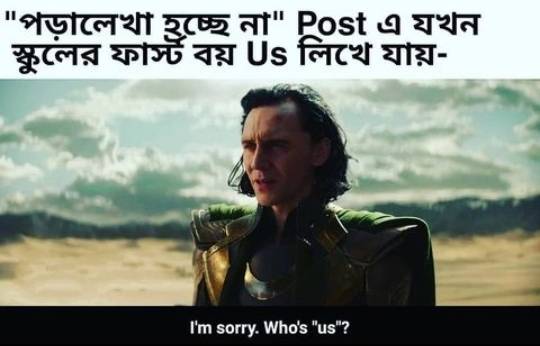 "পড়ালেখা হচ্ছে না" Post এ যখন
স্কুলের ফার্স্ট বয় Us লিখে যায়-
I'm sorry. Who's "us"?